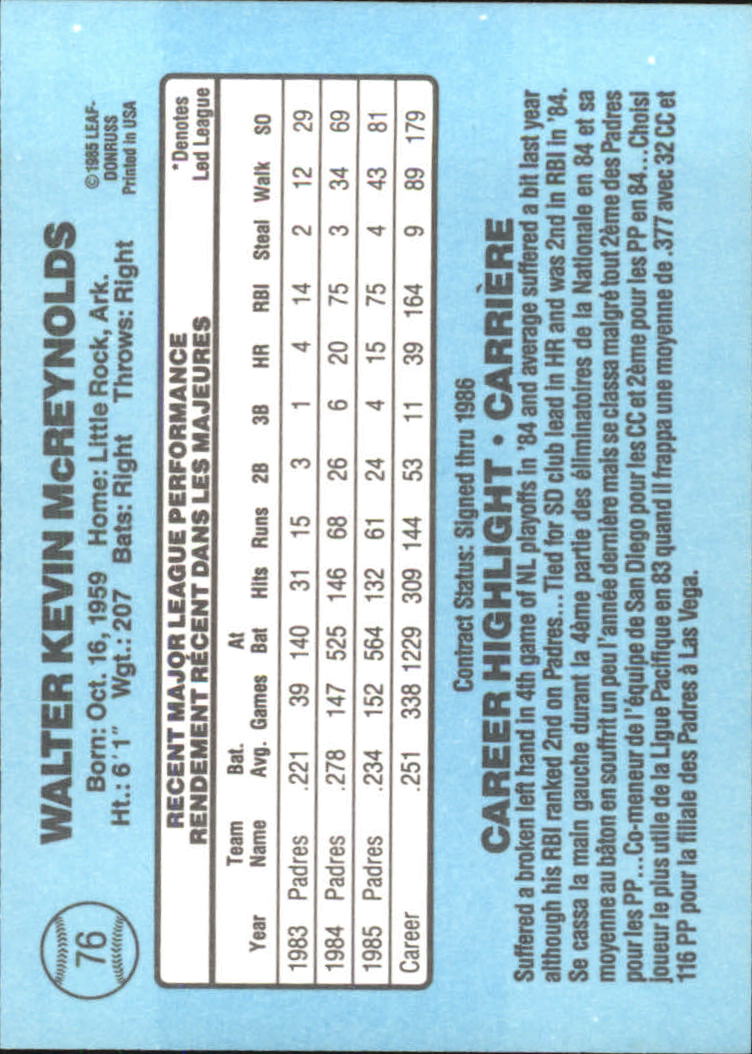 76
WALTER KEVIN McREYNOLDS
Born: Oct. 16, 1959 Home: Little Rock, Ark.
Ht.: 6'1" Wgt.: 207 Bats: Right Throws: Right
© 1985 LEAF-
DONRUSS
Printed in USA
RECENT MAJOR LEAGUE PERFORMANCE
RENDEMENT RÉCENT DANS LES MAJEURES
*Denotes
Led League
Team Bat. At
Year Name Avg. Games Bat Hits Runs 2B 3B HR RBI Steal Walk SO
1983 Padres .221 39 140 31 15 3 1 4 14 2 12 29
1984 Padres .278 147 525 146 68 26 6 20 75 3 34 69
1985 Padres .234 152 564 132 61 24 4 15 75 4 43 81
Career .251 338 1229 309 144 53 11 39 164 9 89 179
Contract Status: Signed thru 1986
CAREER HIGHLIGHT • CARRIÈRE
Suffered a broken left hand in 4th game of NL playoffs in '84 and average suffered a bit last year
although his RBI ranked 2nd on Padres...Tied for SD club lead in HR and was 2nd in RBI in '84.
Se cassa la main gauche durant la 4ème partie des éliminatoires de la Nationale en 84 et sa
moyenne au bâton en souffrit un peu l'année dernière mais se classa malgré tout 2ème des Padres
pour les PP...Co-meneur de l'équipe de San Diego pour les CC et 2ème pour les PP en 84...Choisi
joueur le plus utile de la Ligue Pacifique en 83 quand il frappa une moyenne de .377 avec 32 CC et
116 PP pour la filiale des Padres à Las Vega.